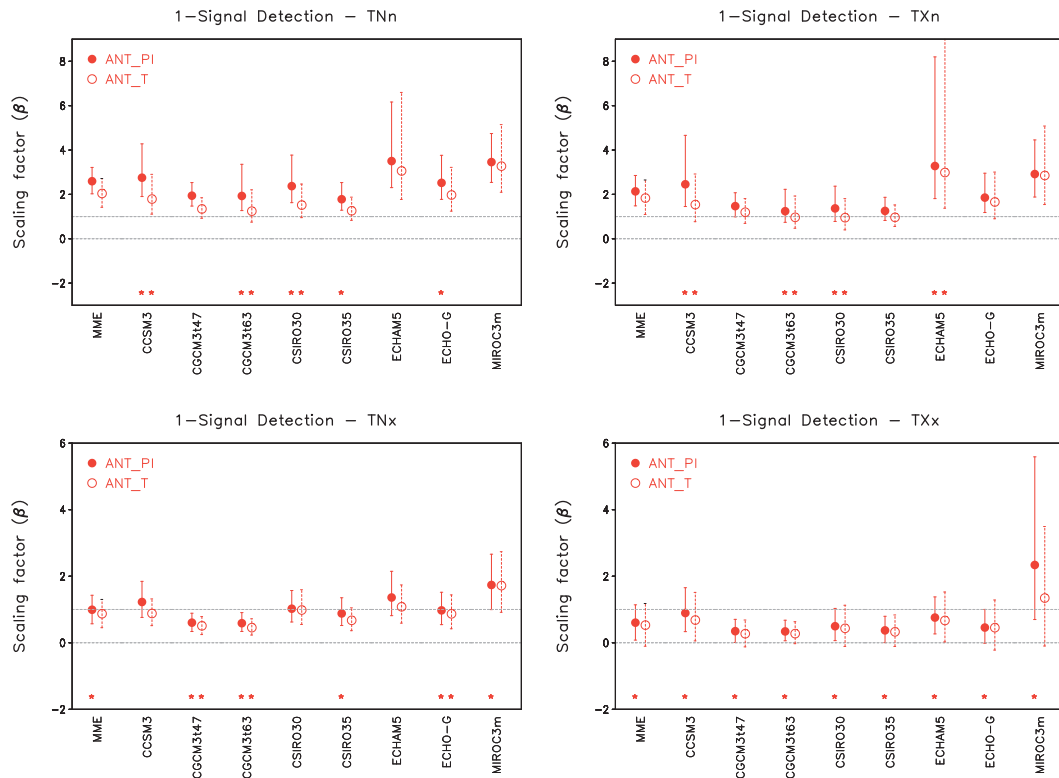 1-Signal Detection - TNn
ANT_PI
ANT_T
Scaling factor (β)
8
6
4
2
0
-2
* * * * * * * *
MME
CCSM3
CGCM3t47
CGCM3t63
CSIRO30
CSIRO35
ECHAM5
ECHO-G
MIROC3m
1-Signal Detection - TXn
ANT_PI
ANT_T
Scaling factor (β)
8
6
4
2
0
-2
* * * * * * * *
MME
CCSM3
CGCM3t47
CGCM3t63
CSIRO30
CSIRO35
ECHAM5
ECHO-G
MIROC3m
1-Signal Detection - TNx
ANT_PI
ANT_T
Scaling factor (β)
6
4
2
0
-2
* * * * * * * * *
MME
CCSM3
CGCM3t47
CGCM3t63
CSIRO30
CSIRO35
ECHAM5
ECHO-G
MIROC3m
1-Signal Detection - TXx
ANT_PI
ANT_T
Scaling factor (β)
6
4
2
0
-2
* * * * * * * * *
MME
CCSM3
CGCM3t47
CGCM3t63
CSIRO30
CSIRO35
ECHAM5
ECHO-G
MIROC3m